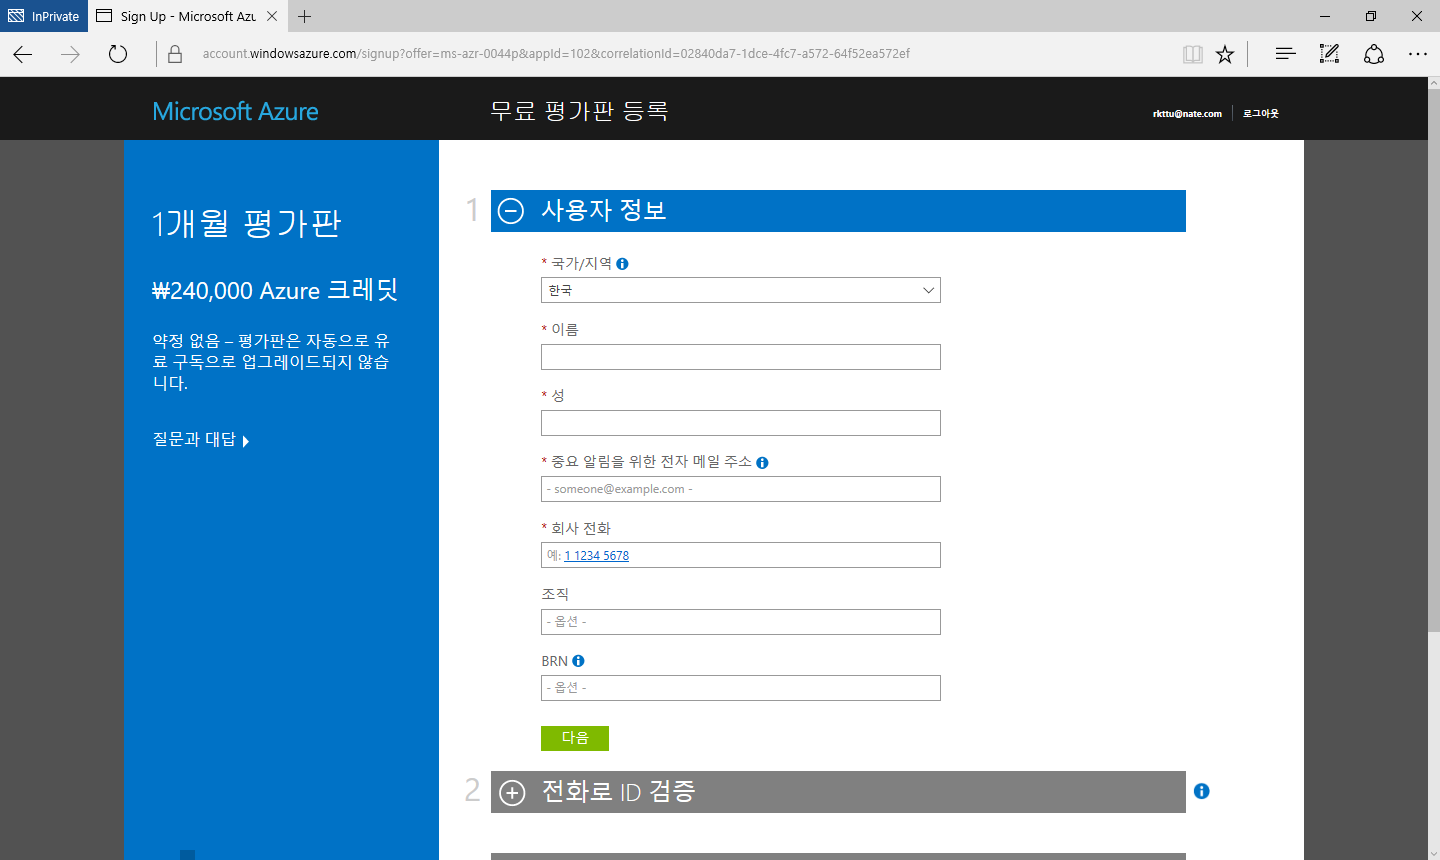 InPrivate
Sign Up - Microsoft Azu
account.windowsazure.com/signup?offer=ms-azr-0044p&appId=102&correlationId=02840da7-1dce-4fc7-a572-64f52ea572ef
Microsoft Azure
무료 평가판 등록
rkttu@nate.com
로그아웃
1개월 평가판
₩240,000 Azure 크레딧
약정 없음 – 평가판은 자동으로 유
료 구독으로 업그레이드되지 않습
니다.
질문과 대답
1
사용자 정보
* 국가/지역
한국
* 이름
* 성
* 중요 알림을 위한 전자 메일 주소
- someone@example.com -
* 회사 전화
예: 1 1234 5678
조직
- 옵션 -
BRN
- 옵션 -
다음
2
전화로 ID 검증